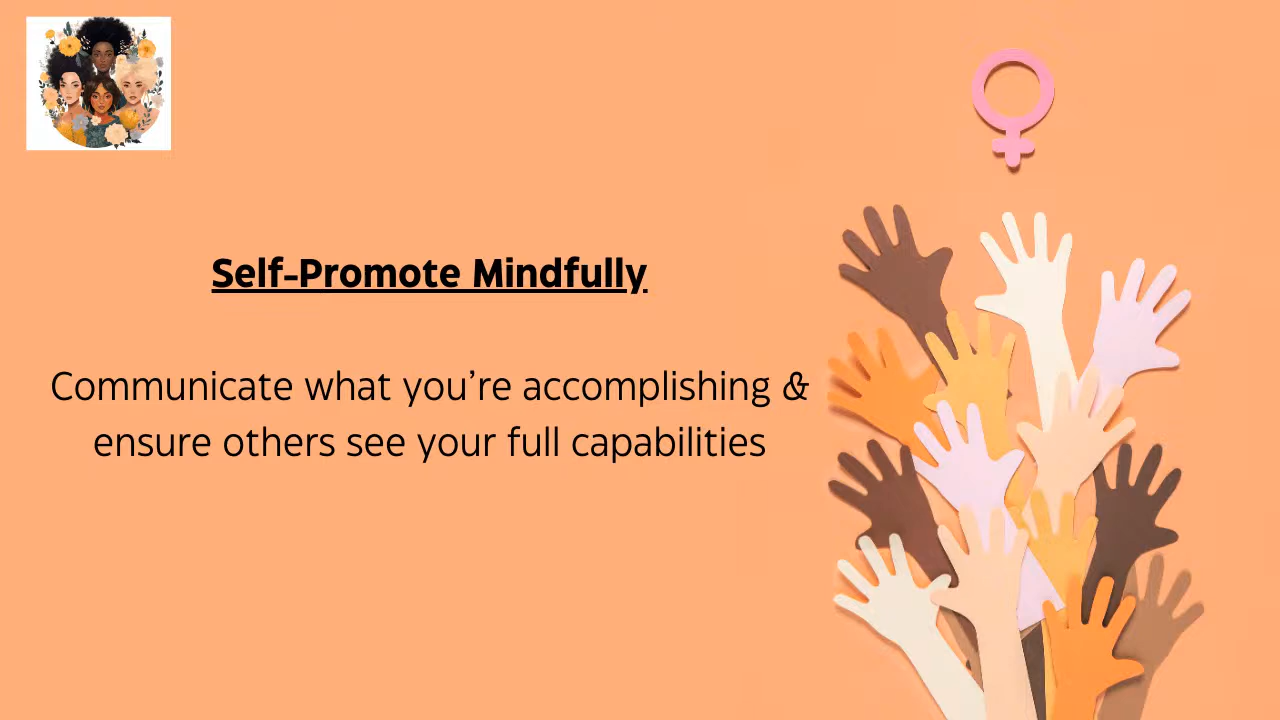 Self-Promote Mindfully
Communicate what you’re accomplishing &
ensure others see your full capabilities